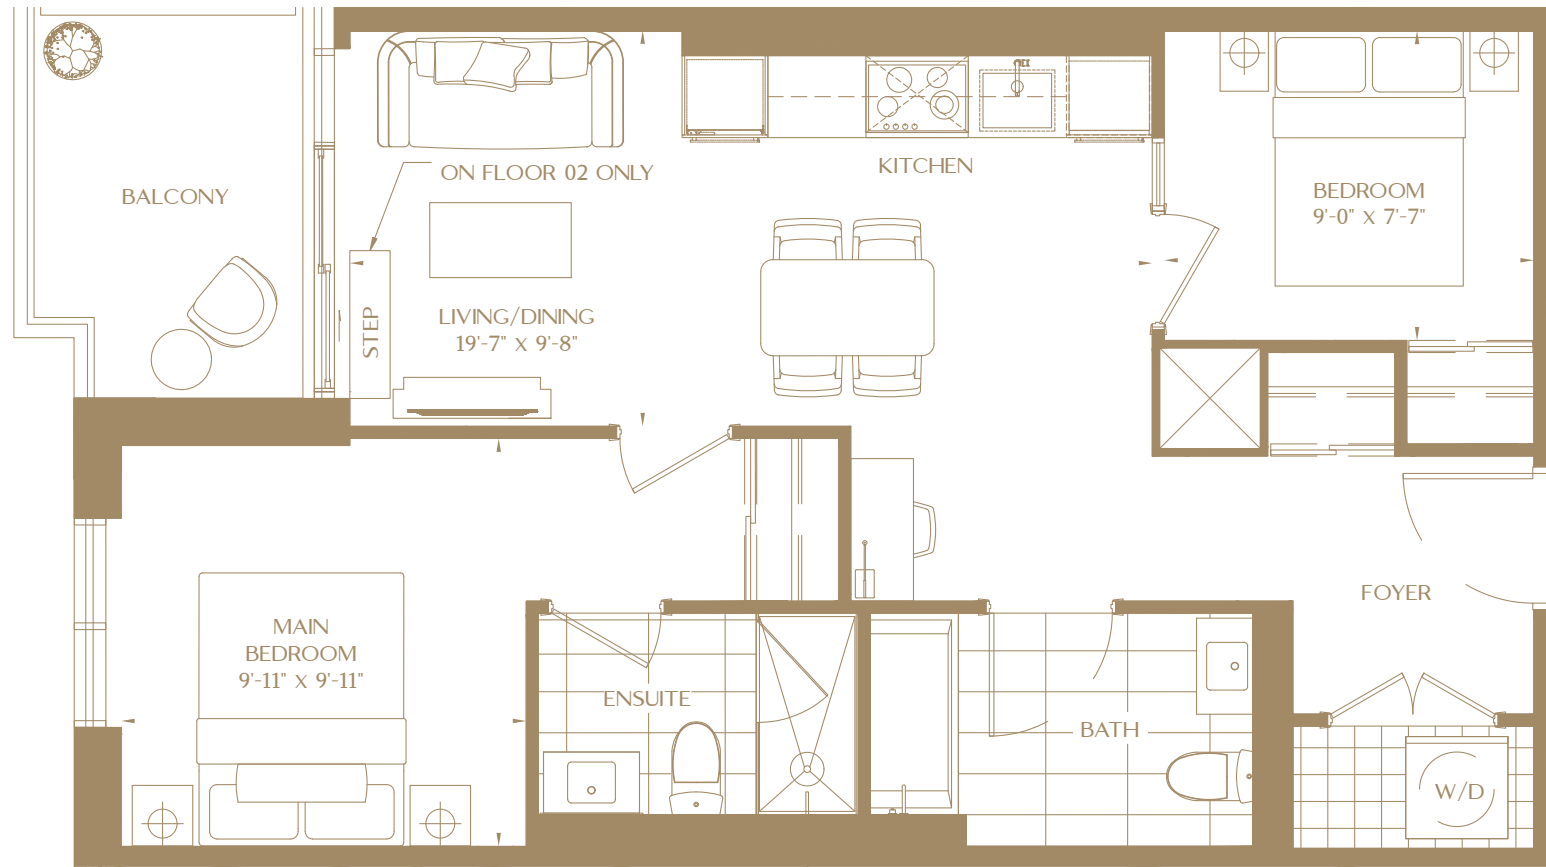 BALCONY
ON FLOOR 02 ONLY
KITCHEN
BEDROOM
9'-0" X 7'-7"
STEP
LIVING/DINING
19'-7" X 9'-8"
FOYER
MAIN
BEDROOM
9'-11" X 9'-11"
ENSUITE
BATH
W/D